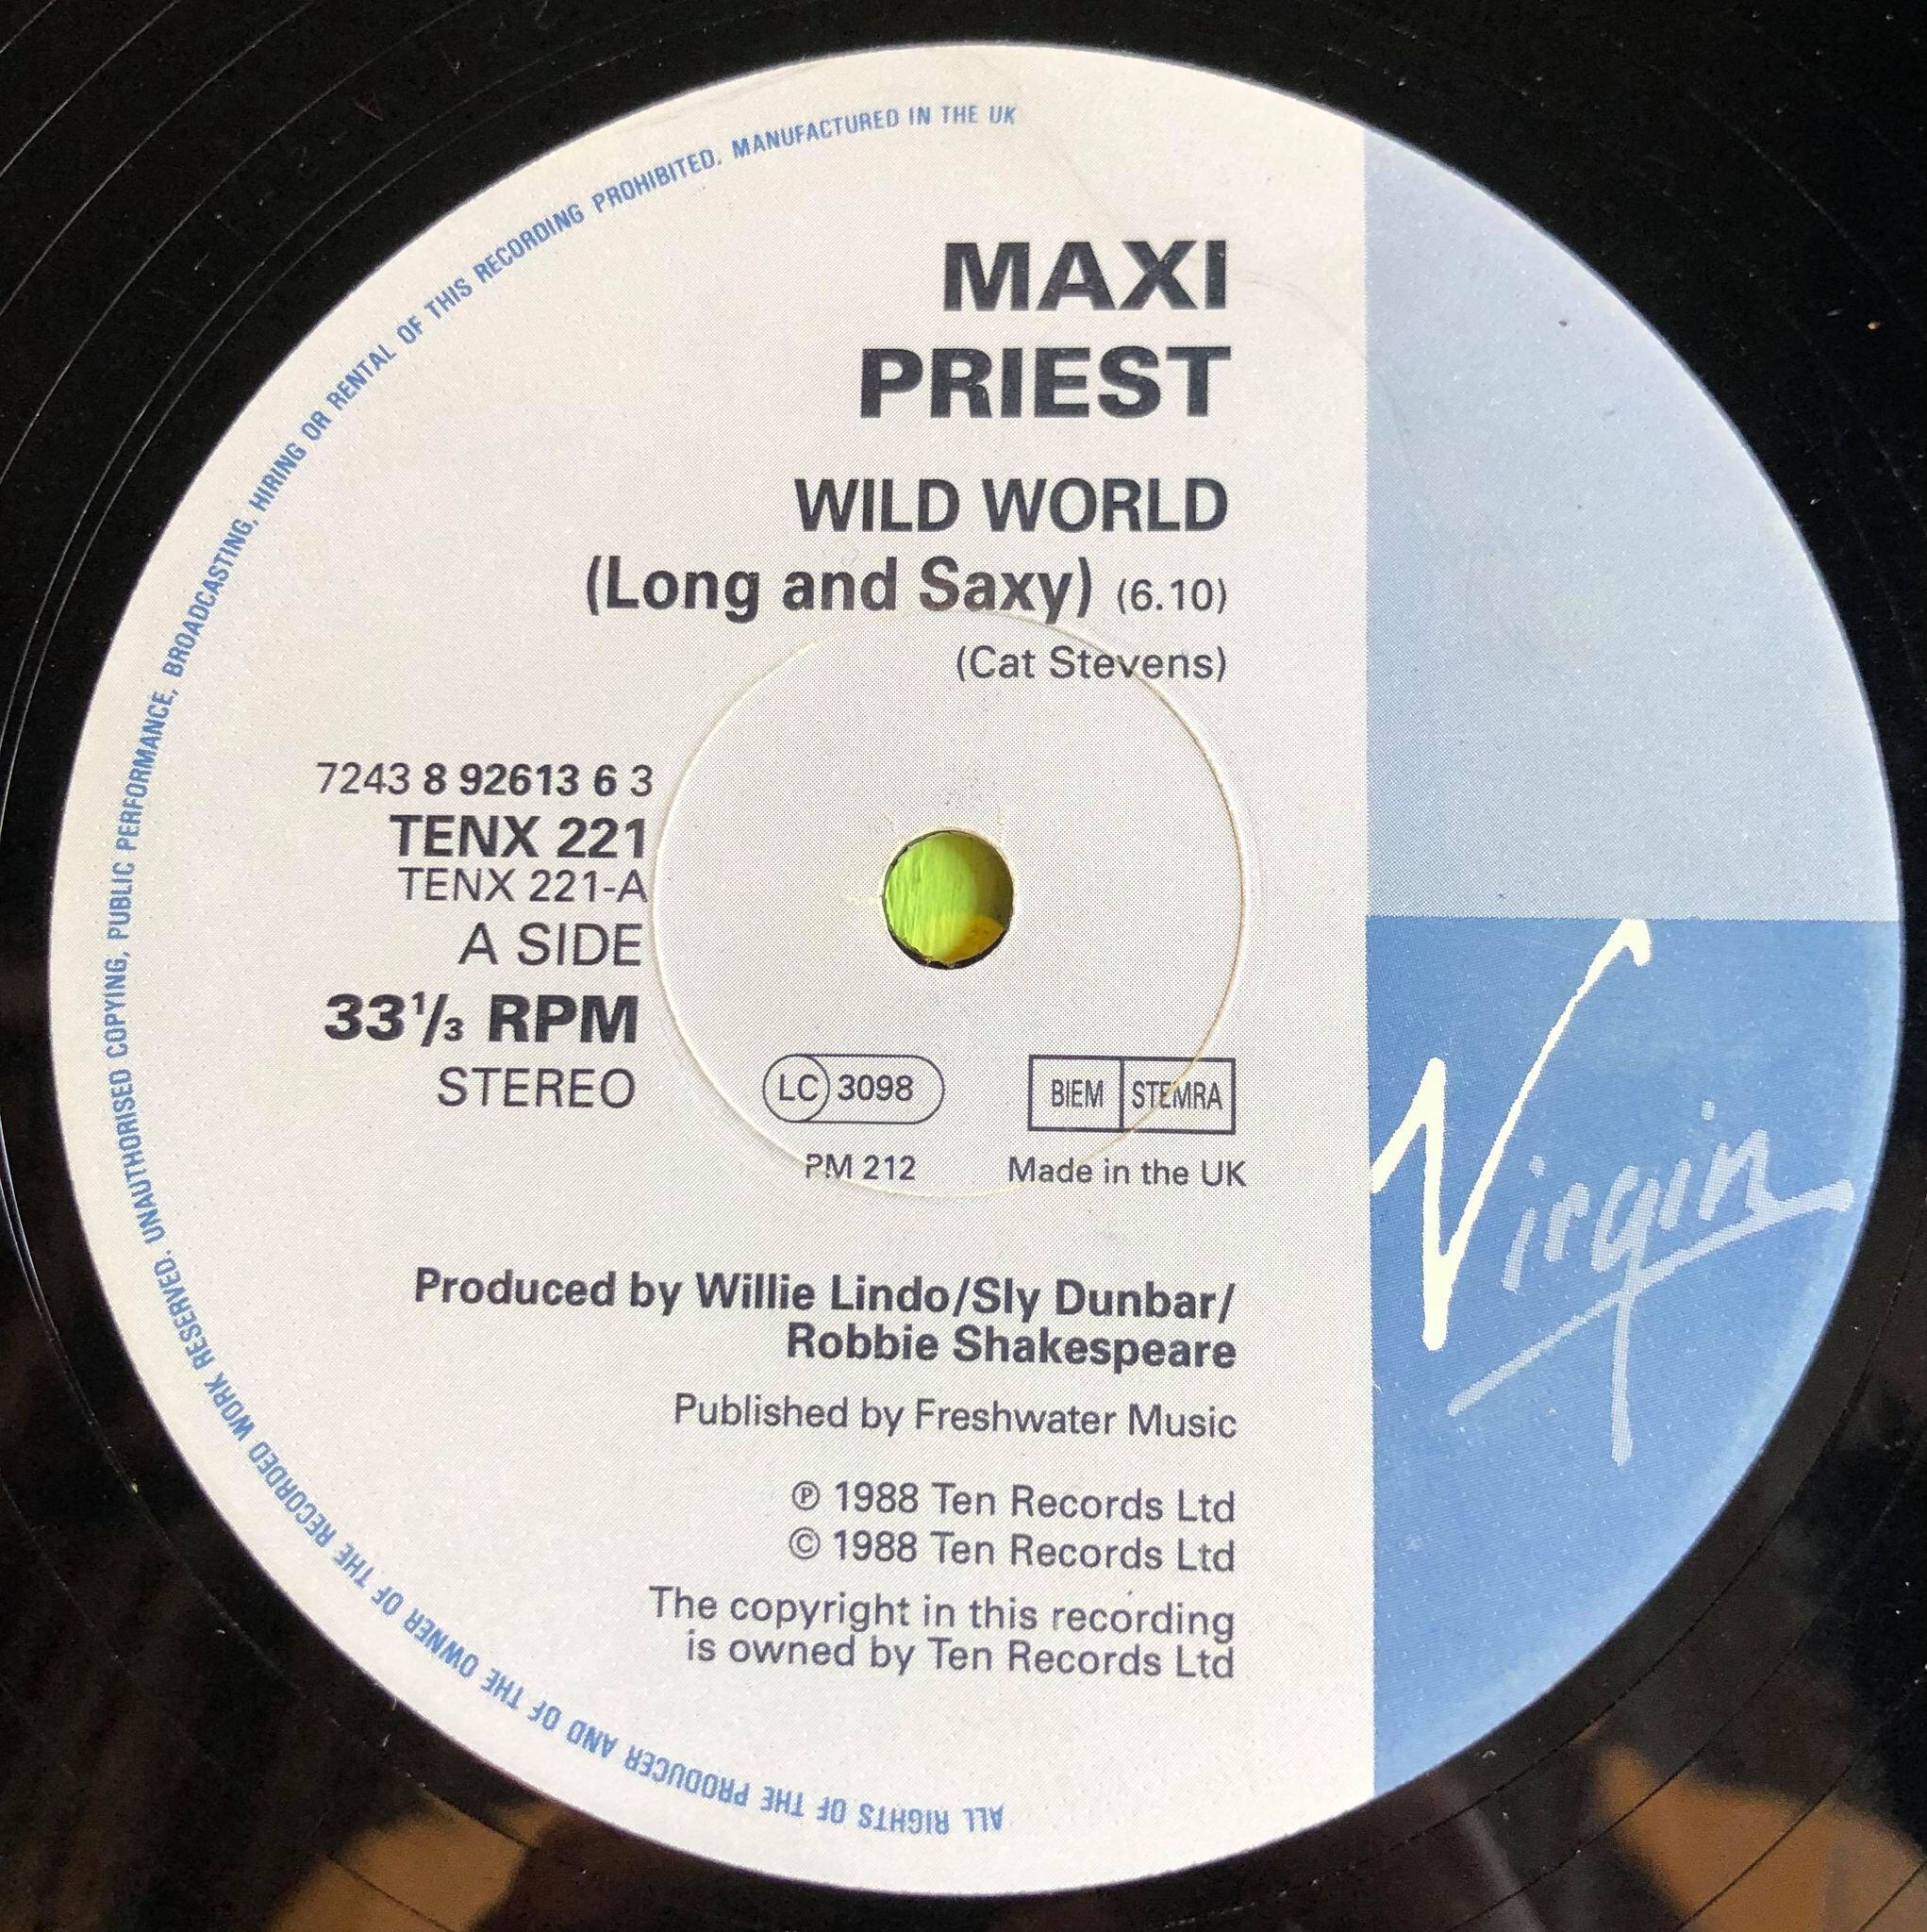 MAXI
PRIEST
WILD WORLD
(Long and Saxy) (6.10)
(Cat Stevens)
7243 8 92613 6 3
TENX 221
TENX 221-A
A SIDE
33⅓ RPM
STEREO
LC 3098
BIEM STEMRA
PM 212
Made in the UK
Virgin
Produced by Willie Lindo/Sly Dunbar/
Robbie Shakespeare
Published by Freshwater Music
℗ 1988 Ten Records Ltd
© 1988 Ten Records Ltd
The copyright in this recording
is owned by Ten Records Ltd
ALL RIGHTS OF THE PRODUCER AND OF THE OWNER OF THE RECORDED WORK RESERVED. UNAUTHORISED COPYING, PUBLIC PERFORMANCE, BROADCASTING, HIRING OR RENTAL OF THIS RECORDING PROHIBITED. MANUFACTURED IN THE UK